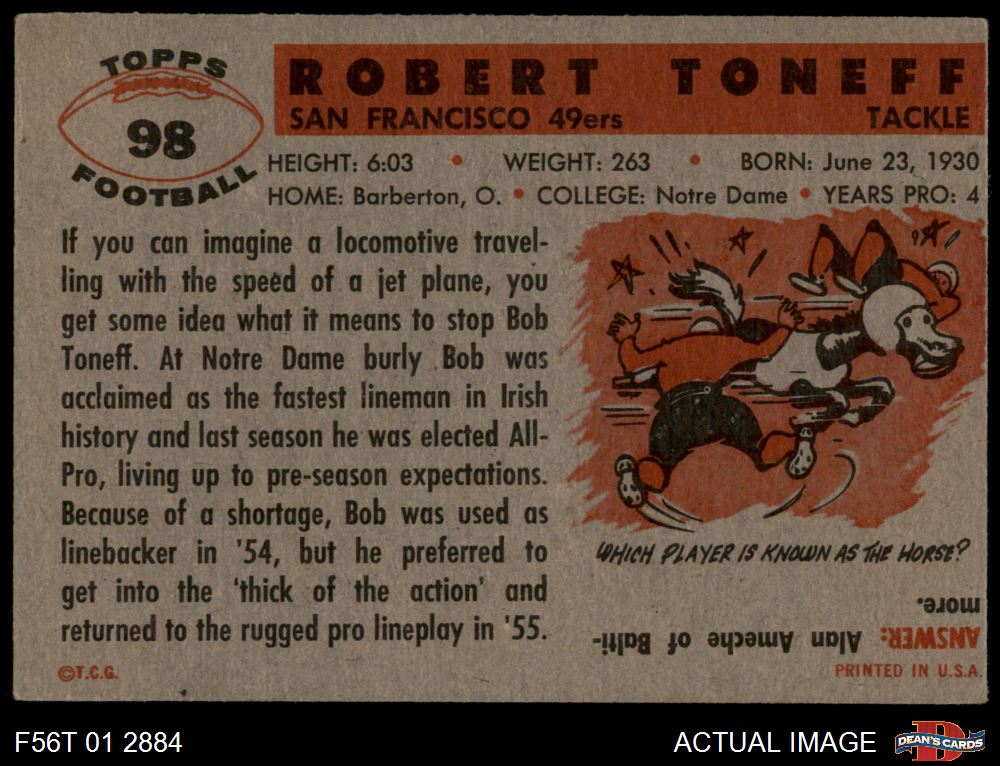 TOPPS
98
FOOTBALL
ROBERT TONEFF
SAN FRANCISCO 49ers TACKLE
HEIGHT: 6:03 • WEIGHT: 263 • BORN: June 23, 1930
HOME: Barberton, O. • COLLEGE: Notre Dame • YEARS PRO: 4
If you can imagine a locomotive travel-
ling with the speed of a jet plane, you
get some idea what it means to stop Bob
Toneff. At Notre Dame burly Bob was
acclaimed as the fastest lineman in Irish
history and last season he was elected All-
Pro, living up to pre-season expectations.
Because of a shortage, Bob was used as
linebacker in '54, but he preferred to
get into the 'thick of the action' and
returned to the rugged pro lineplay in '55.
©T.C.G.
WHICH PLAYER IS KNOWN AS THE HORSE?
ANSWER: Alan Ameche of Balti-
more.
PRINTED IN U.S.A.
F56T 01 2884
ACTUAL IMAGE
D
DEAN'S CARDS